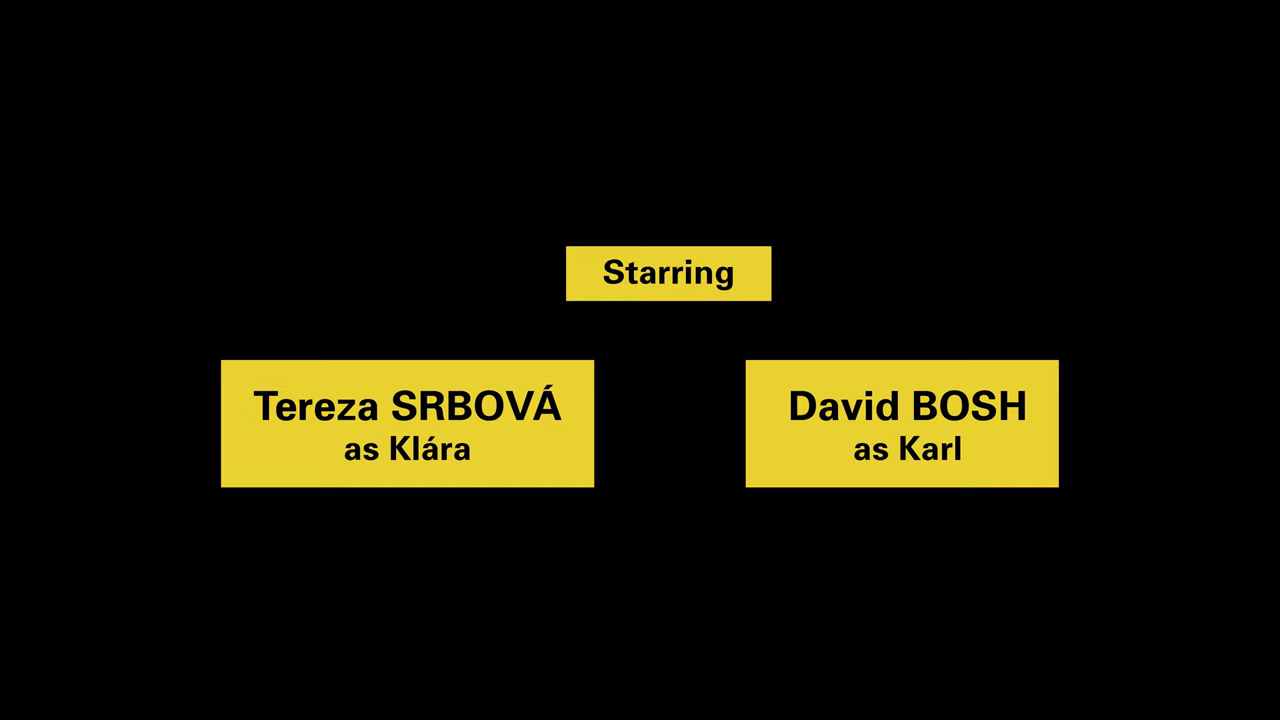 Starring
Tereza SRBOVÁ
as Klára
David BOSH
as Karl